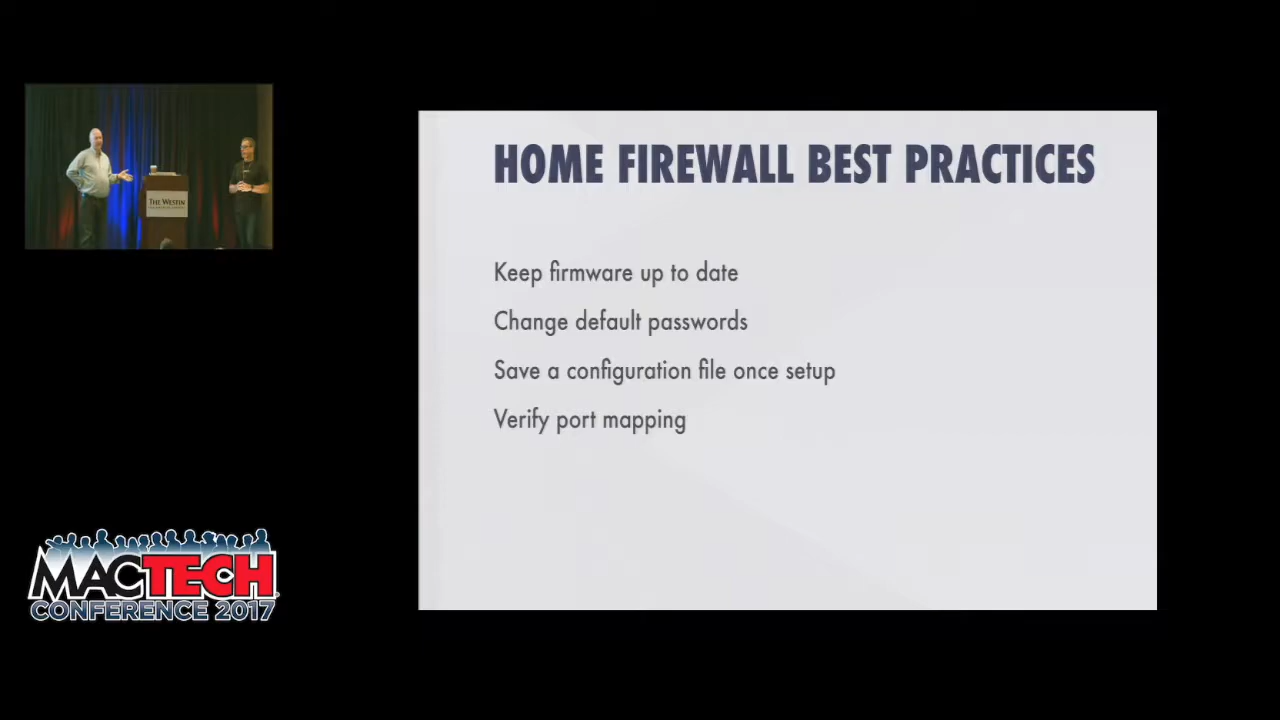 THE WESTIN
HOME FIREWALL BEST PRACTICES
Keep firmware up to date
Change default passwords
Save a configuration file once setup
Verify port mapping
MACTECH
CONFERENCE 2017